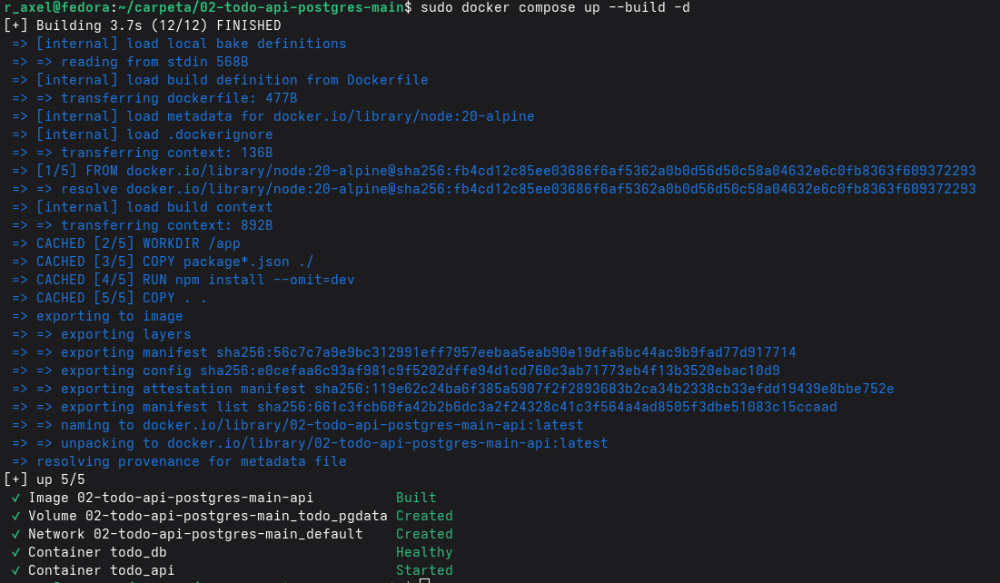 r_axel@fedora:~/carpeta/02-todo-api-postgres-main$ sudo docker compose up --build -d
[+] Building 3.7s (12/12) FINISHED
=> [internal] load local bake definitions
=> => reading from stdin 568B
=> [internal] load build definition from Dockerfile
=> => transferring dockerfile: 477B
=> [internal] load metadata for docker.io/library/node:20-alpine
=> [internal] load .dockerignore
=> => transferring context: 136B
=> [1/5] FROM docker.io/library/node:20-alpine@sha256:fb4cd12c85ee03686f6af5362a0b0d56d50c58a04632e6c0fb8363f609372293
=> => resolve docker.io/library/node:20-alpine@sha256:fb4cd12c85ee03686f6af5362a0b0d56d50c58a04632e6c0fb8363f609372293
=> [internal] load build context
=> => transferring context: 892B
=> CACHED [2/5] WORKDIR /app
=> CACHED [3/5] COPY package*.json ./
=> CACHED [4/5] RUN npm install --omit=dev
=> CACHED [5/5] COPY . .
=> exporting to image
=> => exporting layers
=> => exporting manifest sha256:56c7c7a9e9bc312991eff7957eebaa5eab90e19dfa6bc44ac9b9fad77d917714
=> => exporting config sha256:e0cefaa6c93af981c9f5202dffe94d1cd760c3ab71773eb4f13b3520ebac10d9
=> => exporting attestation manifest sha256:119e62c24ba6f385a5907f2f2893683b2ca34b2338cb33efdd19439e8bbe752e
=> => exporting manifest list sha256:661c3fcb60fa42b2b6dc3a2f24328c41c3f564a4ad8505f3dbe51083c15ccaad
=> => naming to docker.io/library/02-todo-api-postgres-main-api:latest
=> => unpacking to docker.io/library/02-todo-api-postgres-main-api:latest
=> resolving provenance for metadata file
[+] up 5/5
✓ Image 02-todo-api-postgres-main-api Built
✓ Volume 02-todo-api-postgres-main_todo_pgdata Created
✓ Network 02-todo-api-postgres-main_default Created
✓ Container todo_db Healthy
✓ Container todo_api Started